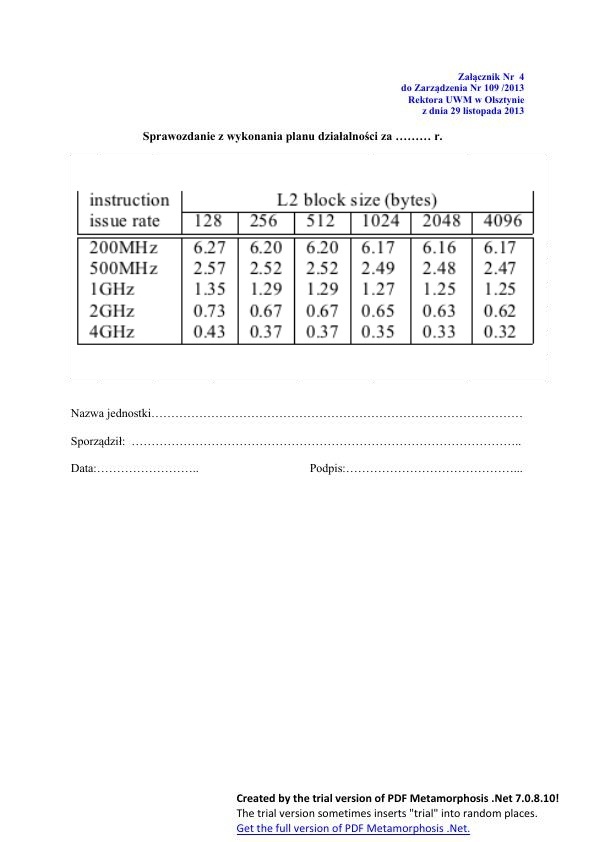 Załącznik Nr  4
do Zarządzenia Nr 109 /2013
Rektora UWM w Olsztynie
z dnia 29 listopada 2013
Sprawozdanie z wykonania planu działalności za ……… r.
instruction L2 block size (bytes)
issue rate 128 256 512 1024 2048 4096
200MHz 6.27 6.20 6.20 6.17 6.16 6.17
500MHz 2.57 2.52 2.52 2.49 2.48 2.47
1GHz 1.35 1.29 1.29 1.27 1.25 1.25
2GHz 0.73 0.67 0.67 0.65 0.63 0.62
4GHz 0.43 0.37 0.37 0.35 0.33 0.32
Nazwa jednostki…………………………………………………………………………………
Sporządził: ……………………………………………………………………………………..
Data:…………………….. Podpis:……………………………………...
Created by the trial version of PDF Metamorphosis .Net 7.0.8.10!
The trial version sometimes inserts "trial" into random places.
Get the full version of PDF Metamorphosis .Net.